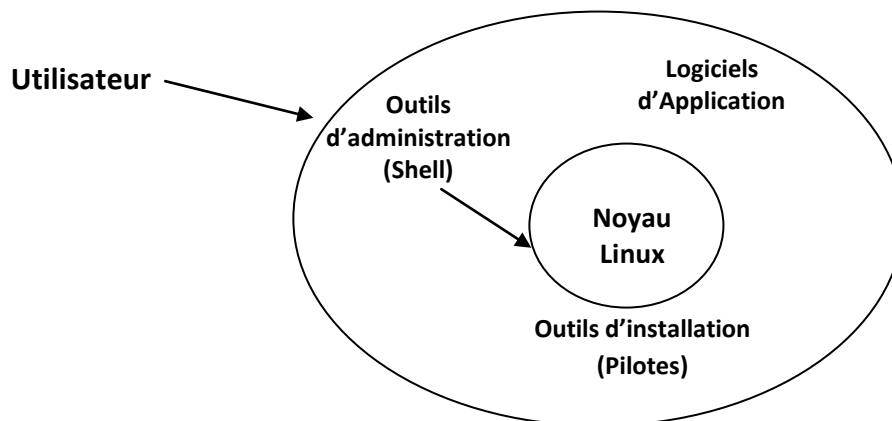 Utilisateur
Outils
d’administration
(Shell)
Logiciels
d’Application
Noyau
Linux
Outils d’installation
(Pilotes)